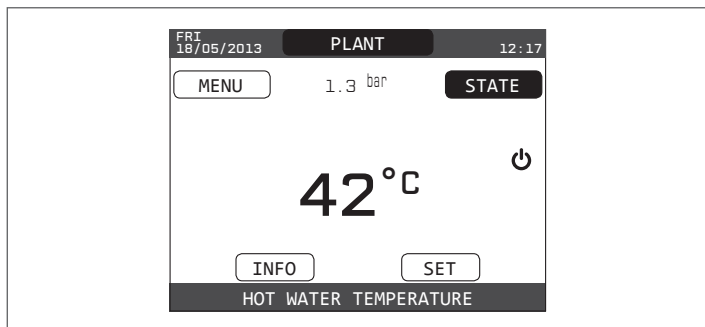 FRI
18/05/2013 PLANT 12:17
MENU 1.3 bar STATE
42°C
INFO SET
HOT WATER TEMPERATURE